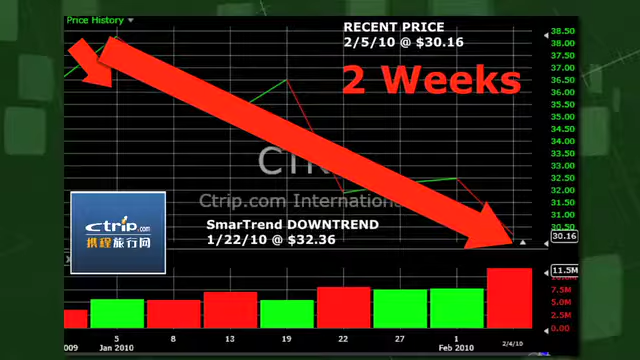 Price History
RECENT PRICE
2/5/10 @ $30.16
2 Weeks
38.50
38.00
37.50
37.00
36.50
36.00
35.50
35.00
34.50
34.00
33.50
33.00
32.50
32.00
31.50
31.00
30.50
30.16
Ctrip.com International
ctrip.com
携程旅行网
SmarTrend DOWNTREND
1/22/10 @ $32.36
11.5M
7.5M
5.0M
2.5M
0.0M
5
8
13
19
22
27
1
2/4/10
009
Jan 2010
Feb 2010